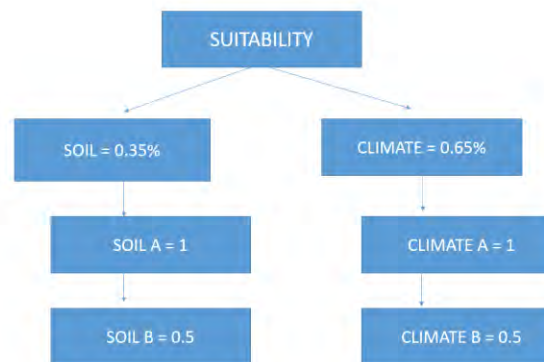 SUITABILITY
SOIL = 0.35%
CLIMATE = 0.65%
SOIL A = 1
CLIMATE A = 1
SOIL B = 0.5
CLIMATE B = 0.5